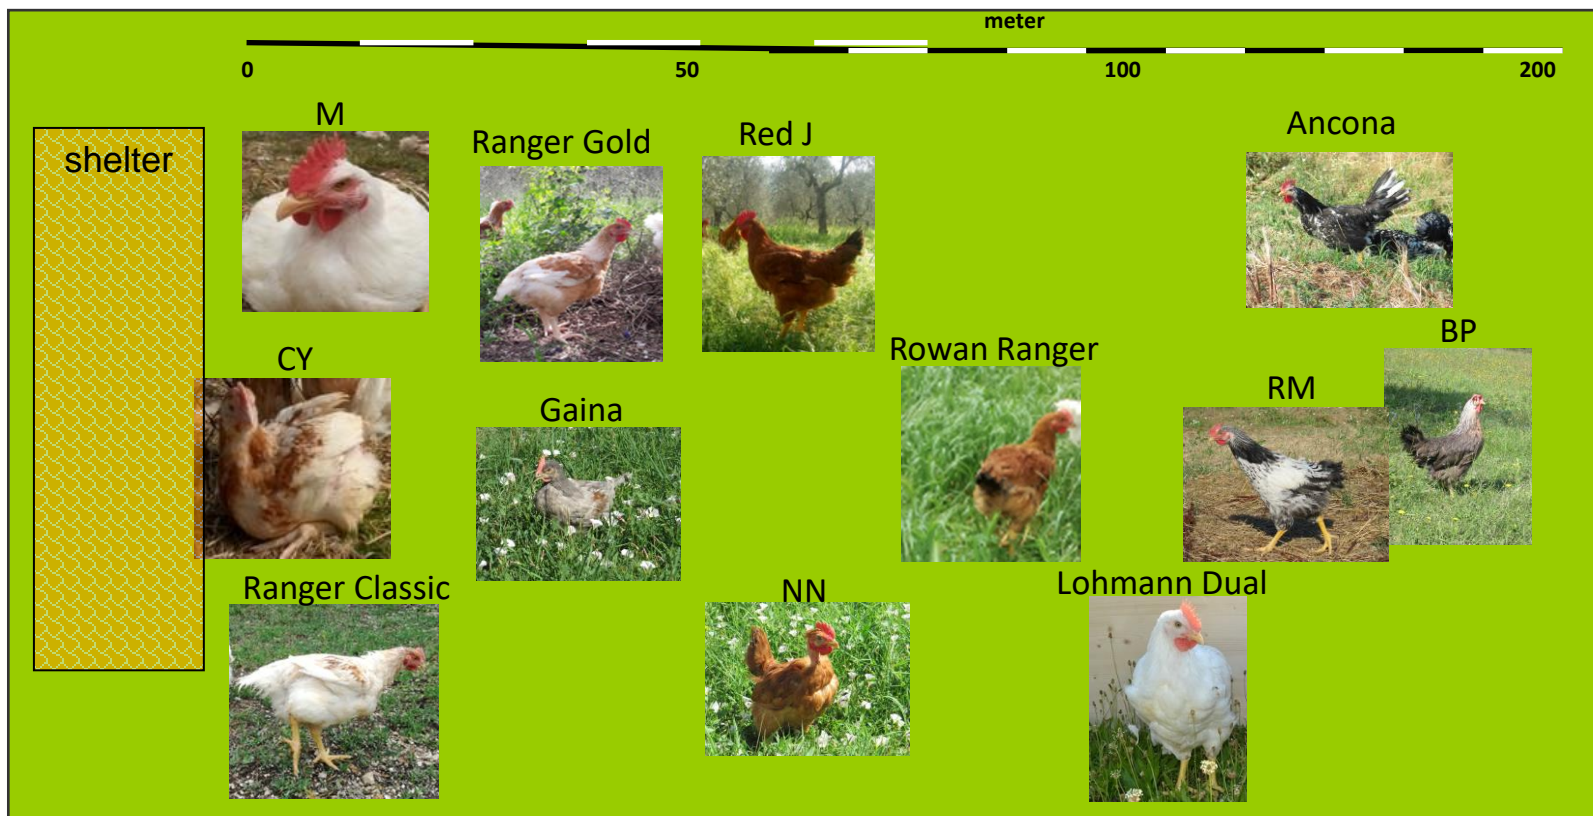 meter
0 50 100 200
shelter
M
Ranger Gold
Red J
Ancona
CY
Gaina
Rowan Ranger
RM
BP
Ranger Classic
NN
Lohmann Dual